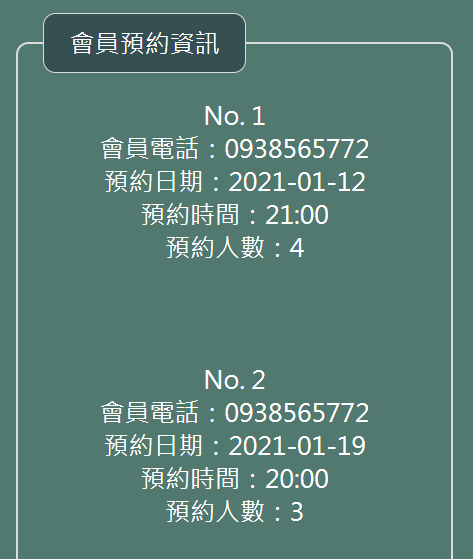 會員預約資訊
No. 1
會員電話：0938565772
預約日期：2021-01-12
預約時間：21:00
預約人數：4
No. 2
會員電話：0938565772
預約日期：2021-01-19
預約時間：20:00
預約人數：3